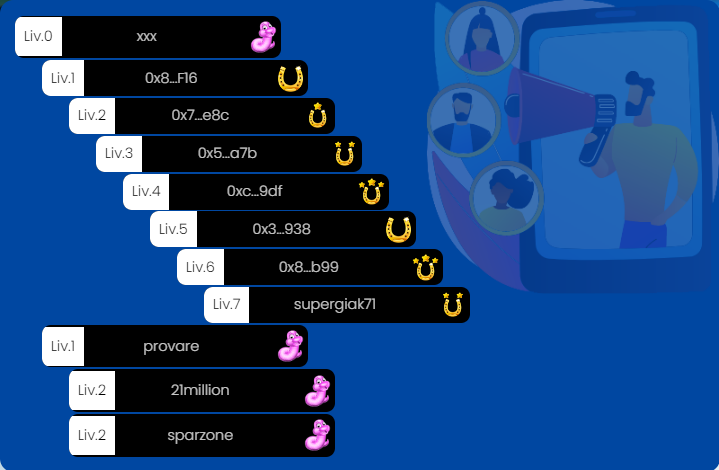 Liv.0 xxx
Liv.1 0x8...F16
Liv.2 0x7...e8c
Liv.3 0x5...a7b
Liv.4 0xc...9df
Liv.5 0x3...938
Liv.6 0x8...b99
Liv.7 supergiak71
Liv.1 provare
Liv.2 21million
Liv.2 sparzone